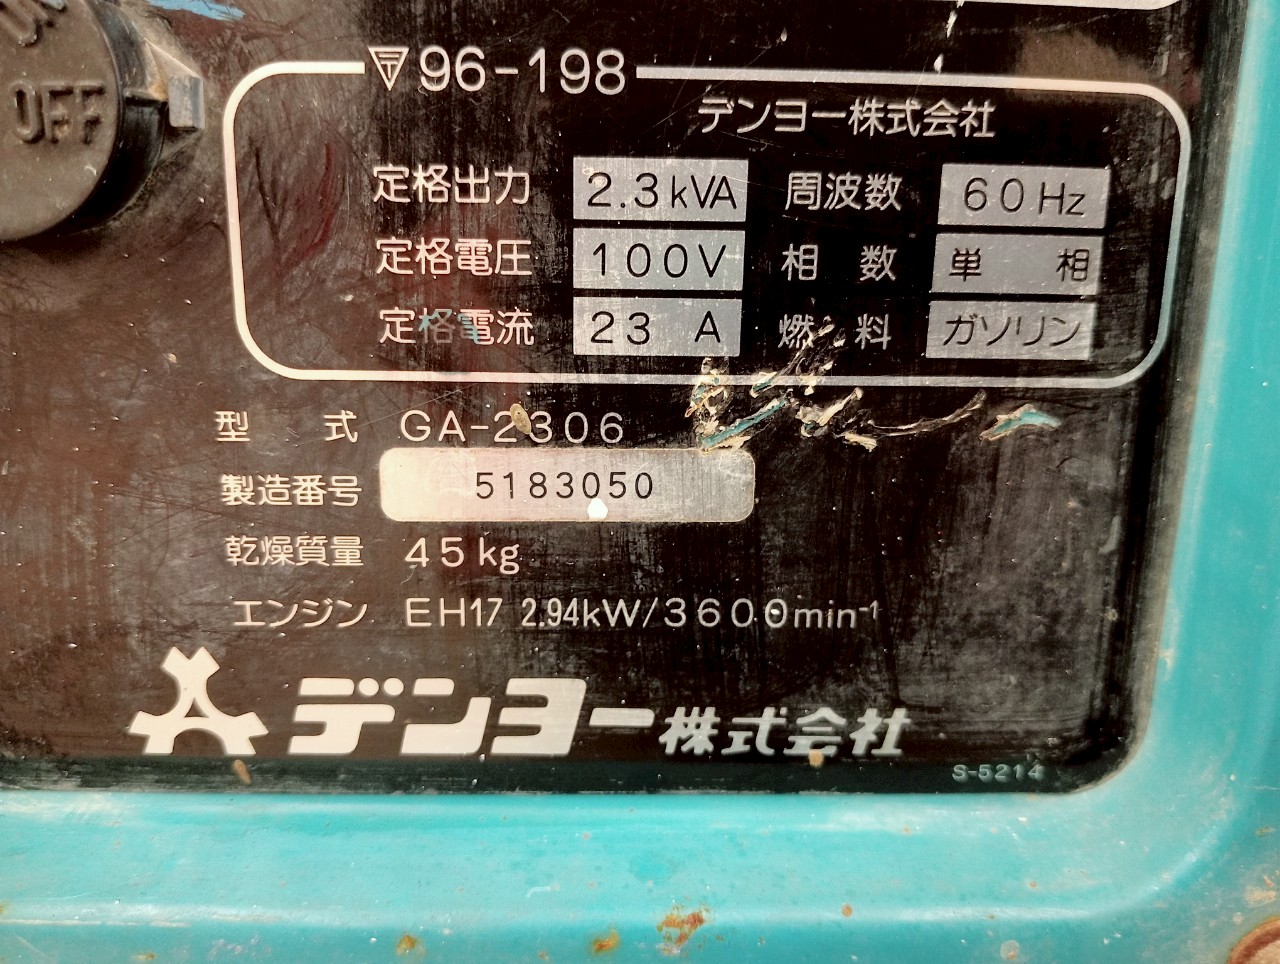 OFF
96-198
デンヨー株式会社
定格出力 2.3kVA 周波数 60Hz
定格電圧 100V 相数 単相
定格電流 23 A 燃料 ガソリン
型式 GA-2306
製造番号 5183050
乾燥質量 45kg
エンジン EH17 2.94kW/3600min⁻¹
デンヨー株式会社
S-5214